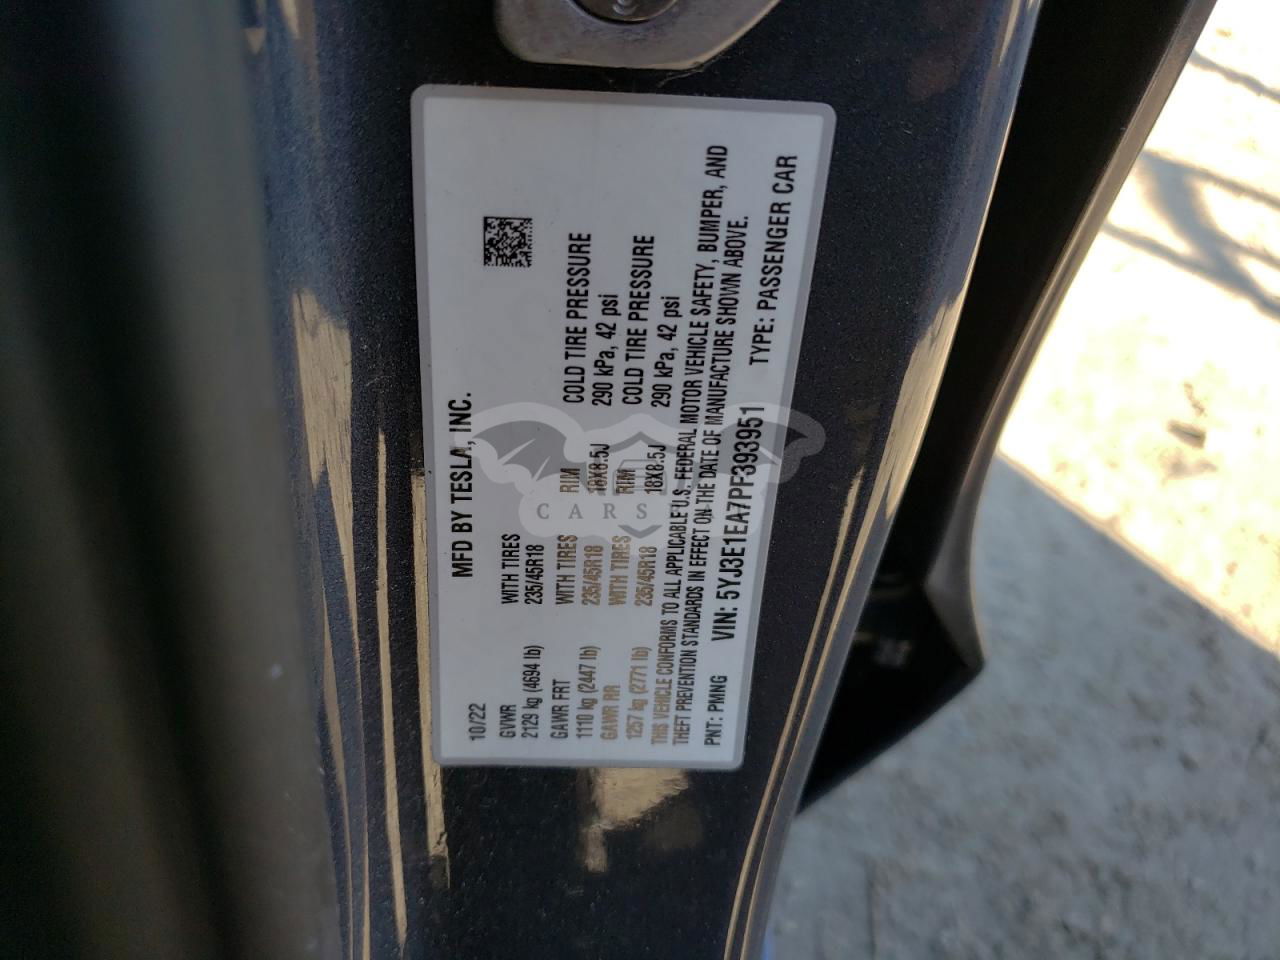 MFD BY TESLA, INC.
10/22
GVWR WITH TIRES
2129 kg (4694 lb) 235/45R18
GAWR FRT WITH TIRES RIM COLD TIRE PRESSURE
1110 kg (2447 lb) 235/45R18 18X8.5J 290 kPa, 42 psi
GAWR RR WITH TIRES RIM COLD TIRE PRESSURE
1257 kg (2771 lb) 235/45R18 18X8.5J 290 kPa, 42 psi
THIS VEHICLE CONFORMS TO ALL APPLICABLE U.S. FEDERAL MOTOR VEHICLE SAFETY, BUMPER, AND
THEFT PREVENTION STANDARDS IN EFFECT ON THE DATE OF MANUFACTURE SHOWN ABOVE.
PNT: PMNG VIN: 5YJ3E1EA7PF393951 TYPE: PASSENGER CAR